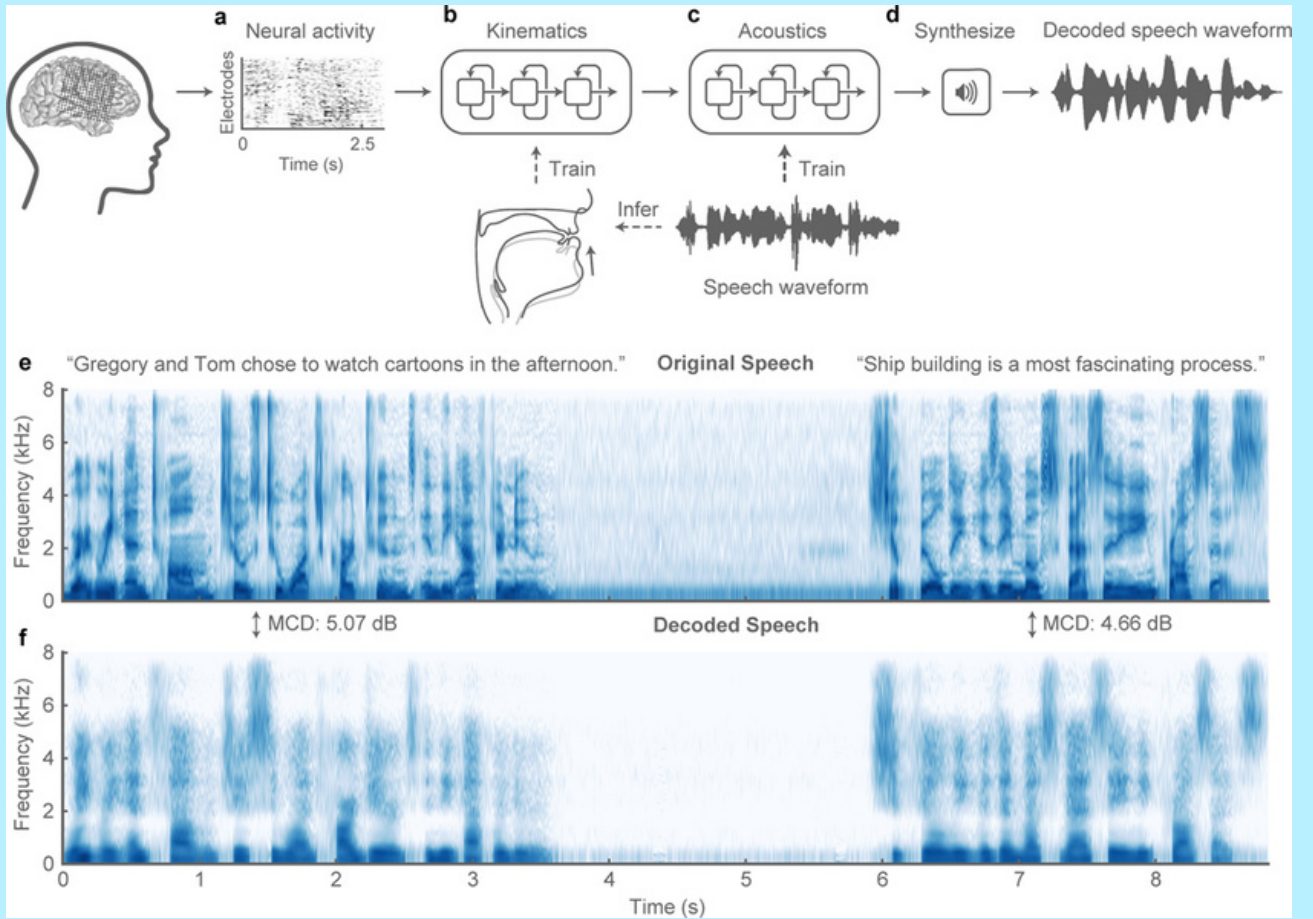 a
Neural activity
Electrodes
0 2.5
Time (s)
b
Kinematics
Train
Infer
c
Acoustics
Train
Speech waveform
d
Synthesize
Decoded speech waveform
e
“Gregory and Tom chose to watch cartoons in the afternoon.” Original Speech “Ship building is a most fascinating process.”
Frequency (kHz)
8
6
4
2
0
MCD: 5.07 dB MCD: 4.66 dB
f
Decoded Speech
Frequency (kHz)
8
6
4
2
0
0 1 2 3 4 5 6 7 8
Time (s)